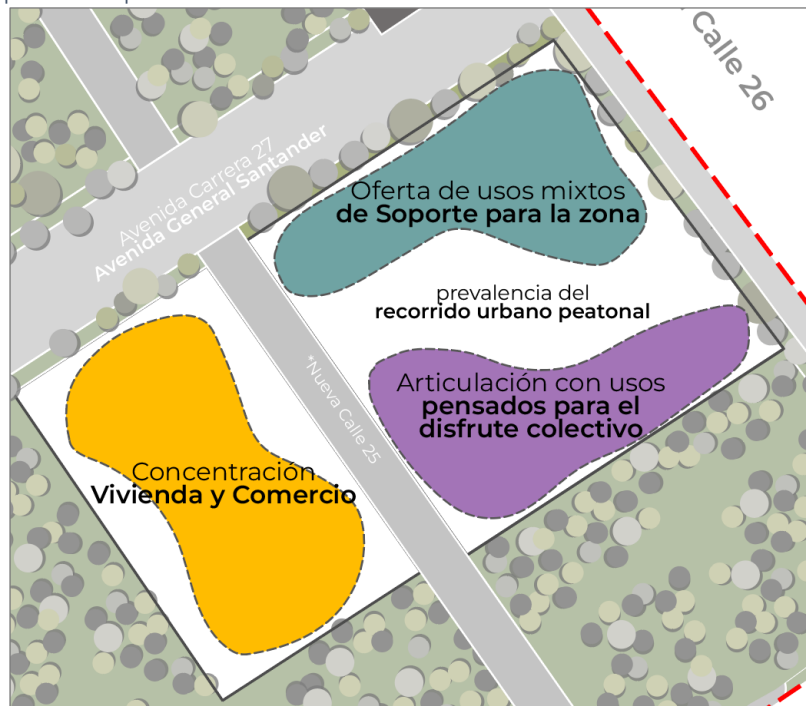 Calle 26
Avenida Carrera 27
Avenida General Santander
Oferta de usos mixtos
de Soporte para la zona
prevalencia del
recorrido urbano peatonal
*Nueva Calle 25
Articulación con usos
pensados para el
disfrute colectivo
Concentración
Vivienda y Comercio